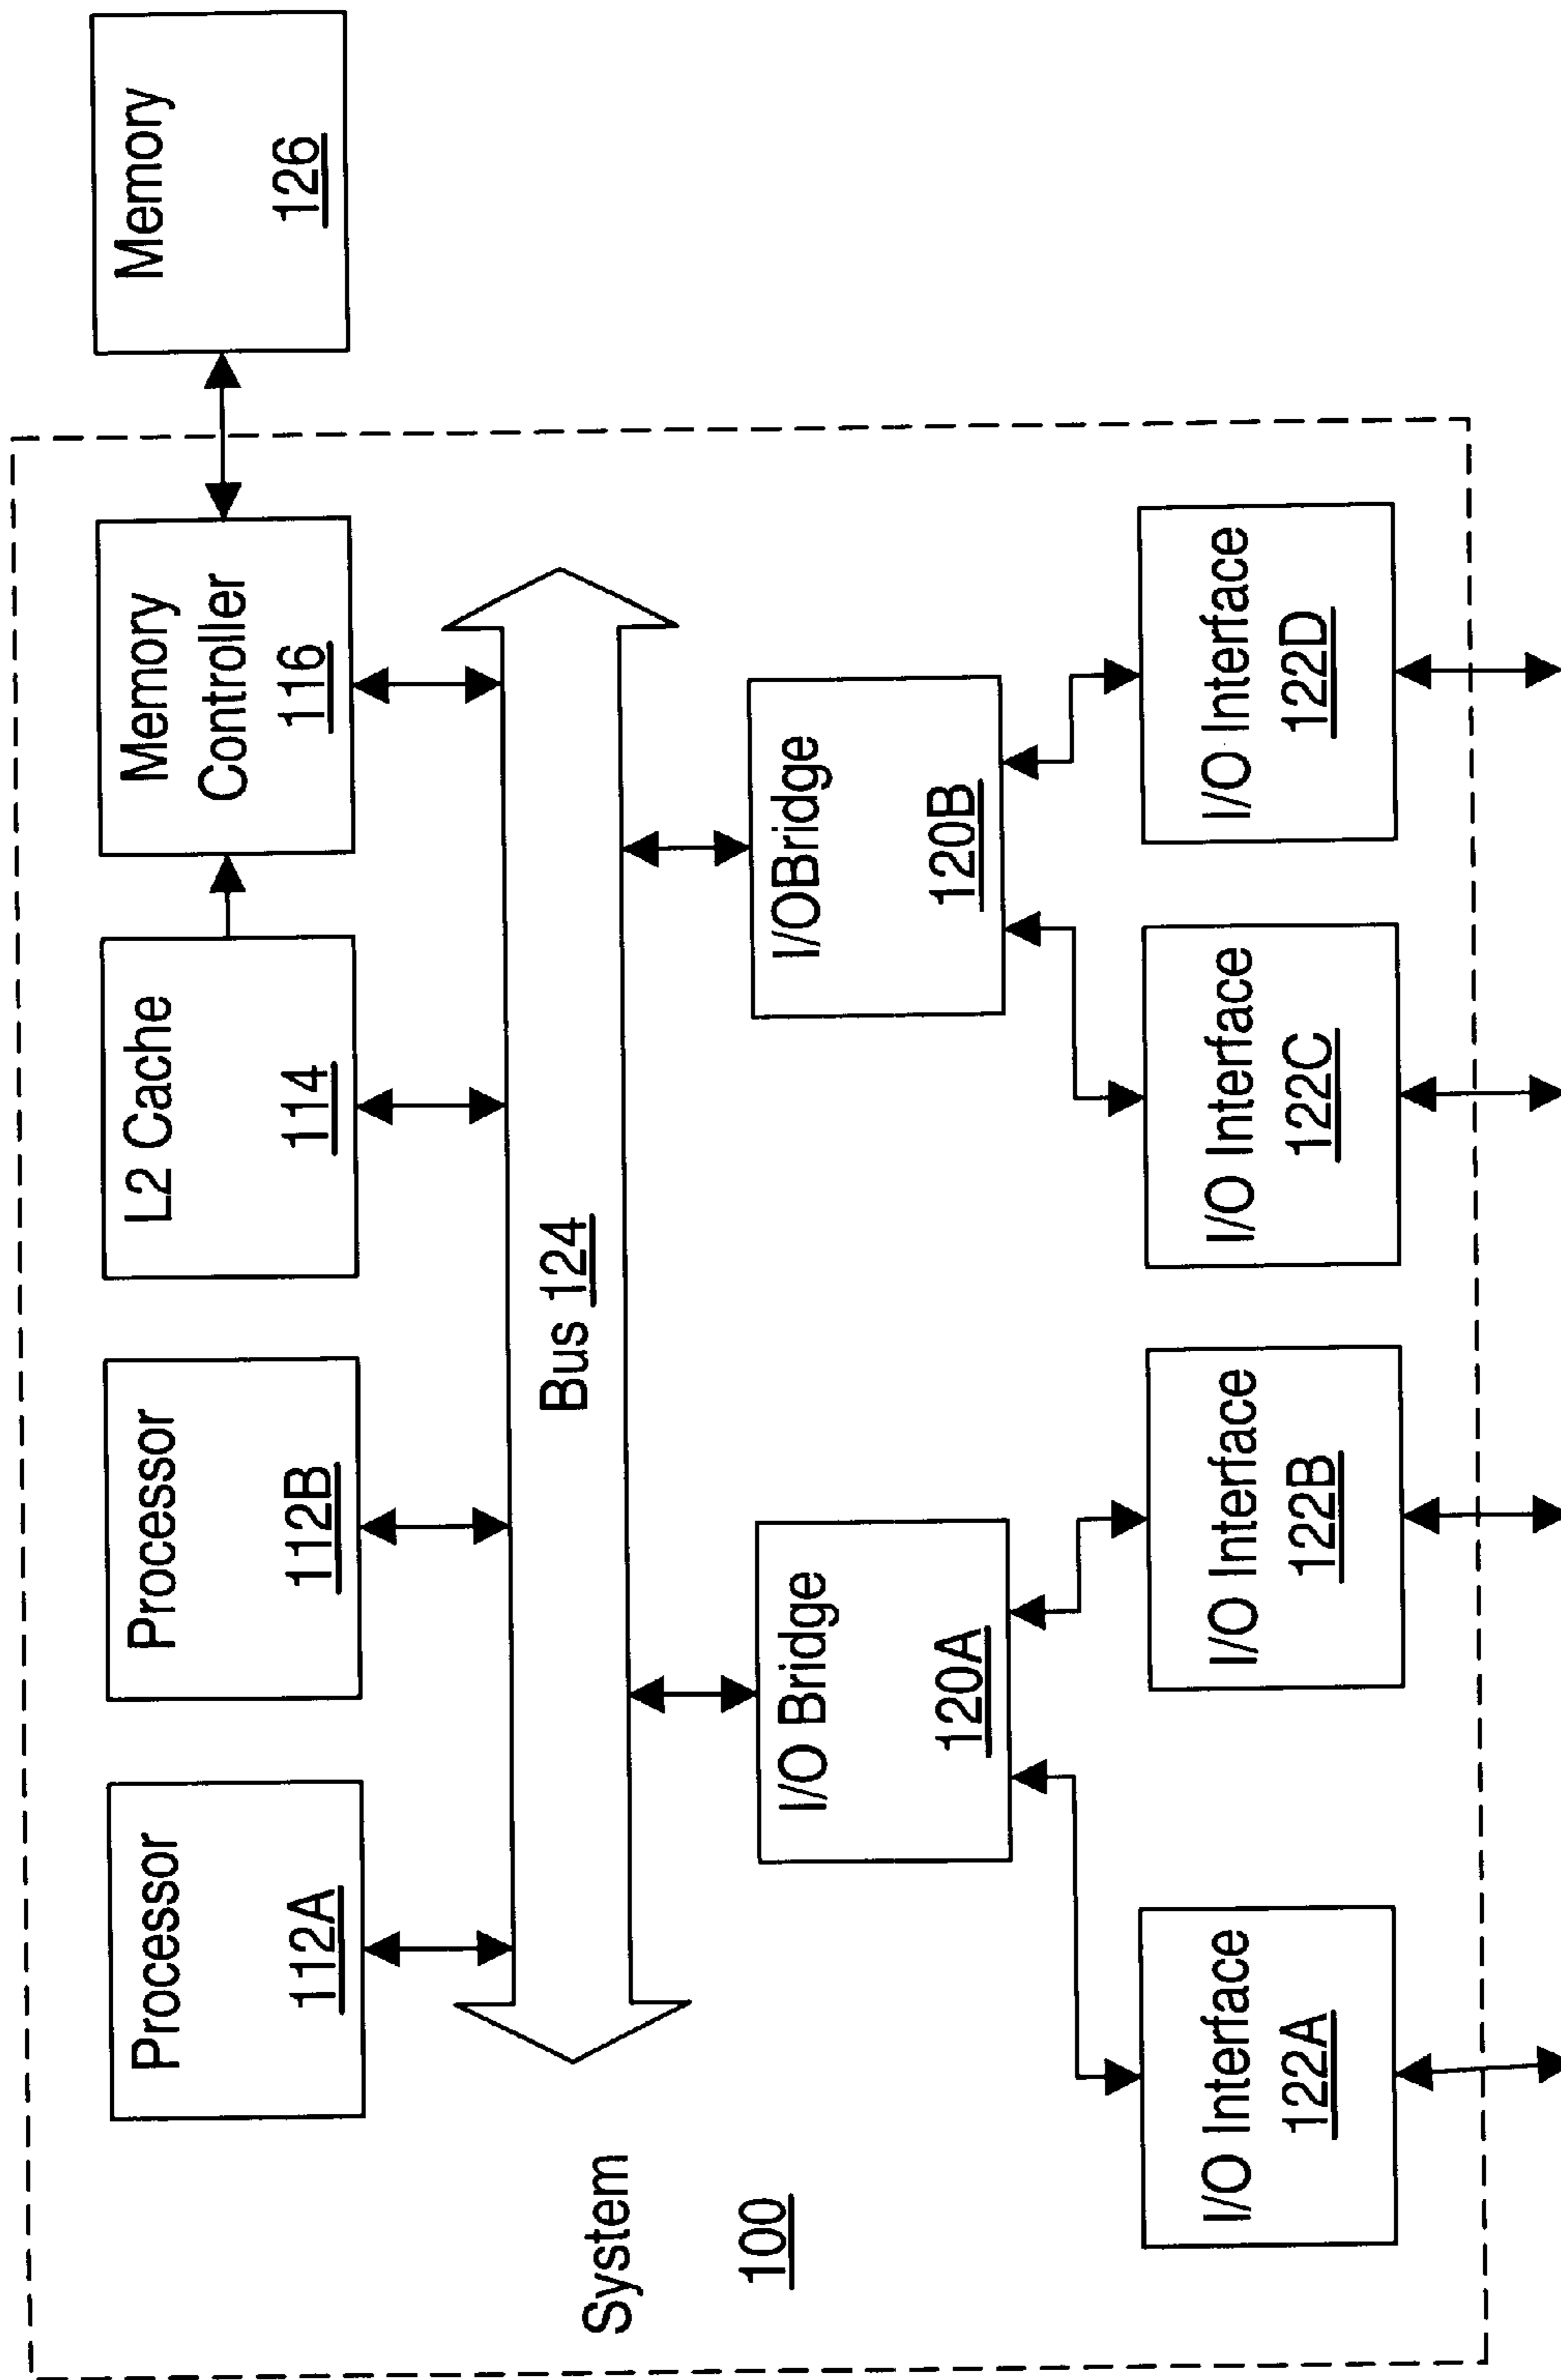 Processor
112A
Processor
112B
L2 Cache
114
Memory
Controller
116
Memory
126
Bus 124
System
100
I/O Bridge
120A
I/OBridge
120B
I/O Interface
122A
I/O Interface
122B
I/O Interface
122C
I/O Interface
122D